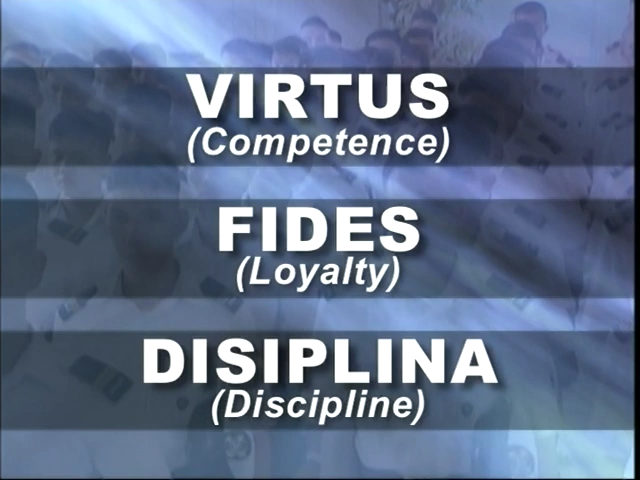 VIRTUS
(Competence)
FIDES
(Loyalty)
DISIPLINA
(Discipline)